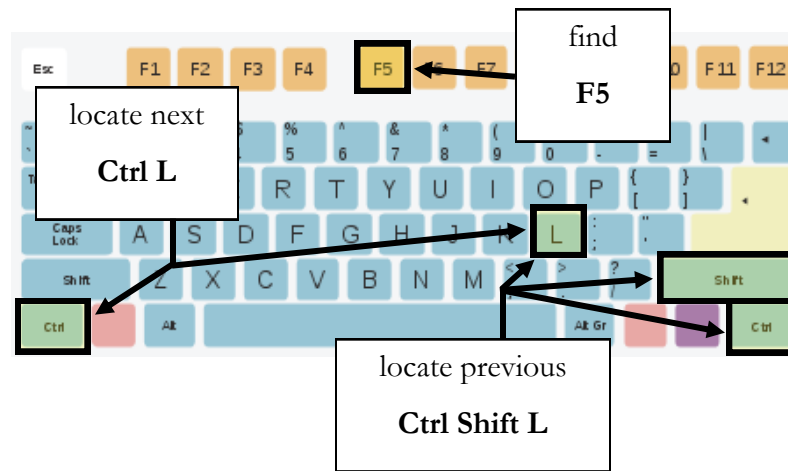 find
F5
Esc F1 F2 F3 F4 F5 F7 F11 F12
locate next
Ctrl L
~ % ^ & * ( |
` 5 6 7 8 9 0 - = \
R T Y U I O P { }
[ ]
Caps Lock A S D F G H J K L : "
; '
Shift Z X C V B N M < > ? Shift
Ctrl Alt Alt Gr Ctrl
locate previous
Ctrl Shift L